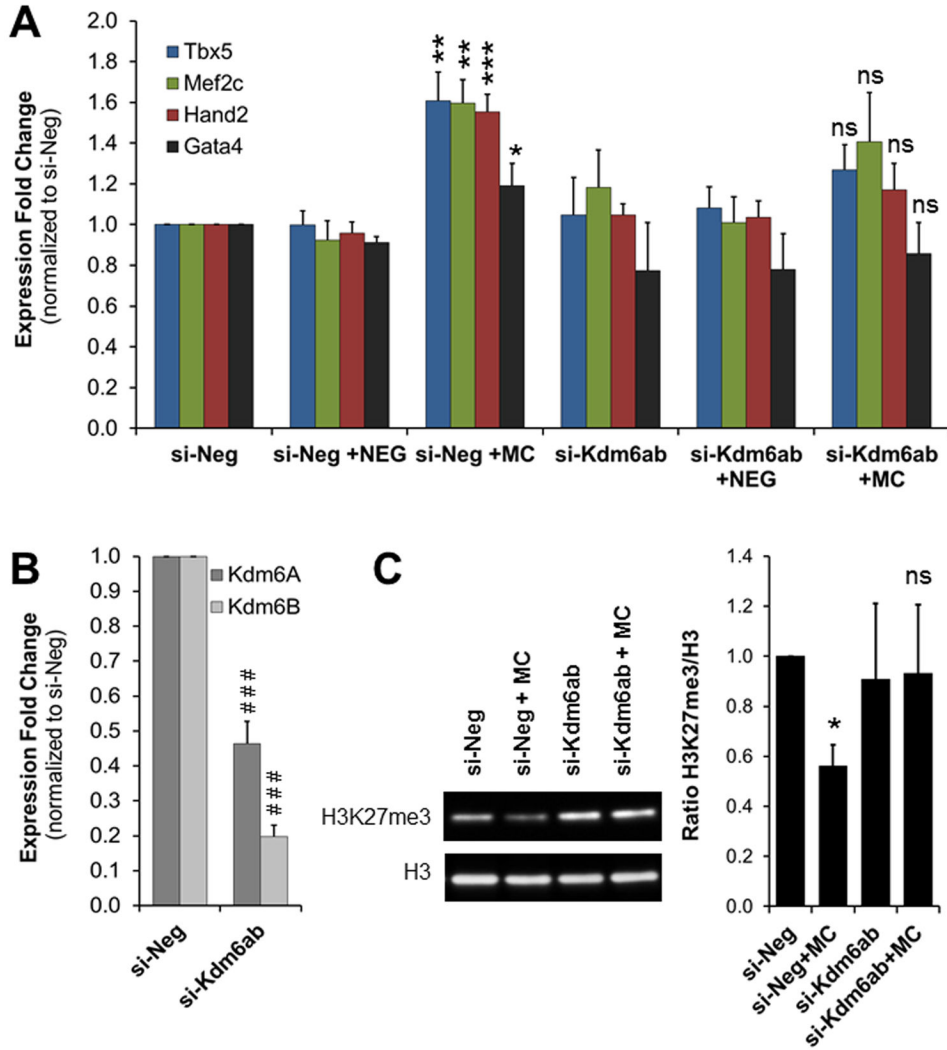 A
Expression Fold Change
(normalized to si-Neg)
2.0
1.8
1.6
1.4
1.2
1.0
0.8
0.6
0.4
0.2
0.0
Tbx5
Mef2c
Hand2
Gata4
** ** *** *
ns ns ns ns
si-Neg si-Neg +NEG si-Neg +MC si-Kdm6ab si-Kdm6ab si-Kdm6ab
+NEG +MC
B
Expression Fold Change
(normalized to si-Neg)
1.0
0.9
0.8
0.7
0.6
0.5
0.4
0.3
0.2
0.1
0.0
Kdm6A
Kdm6B
###
###
si-Neg
si-Kdm6ab
C
si-Neg
si-Neg + MC
si-Kdm6ab
si-Kdm6ab + MC
H3K27me3
H3
Ratio H3K27me3/H3
1.4
1.2
1.0
0.8
0.6
0.4
0.2
0.0
*
ns
si-Neg
si-Neg+MC
si-Kdm6ab
si-Kdm6ab+MC